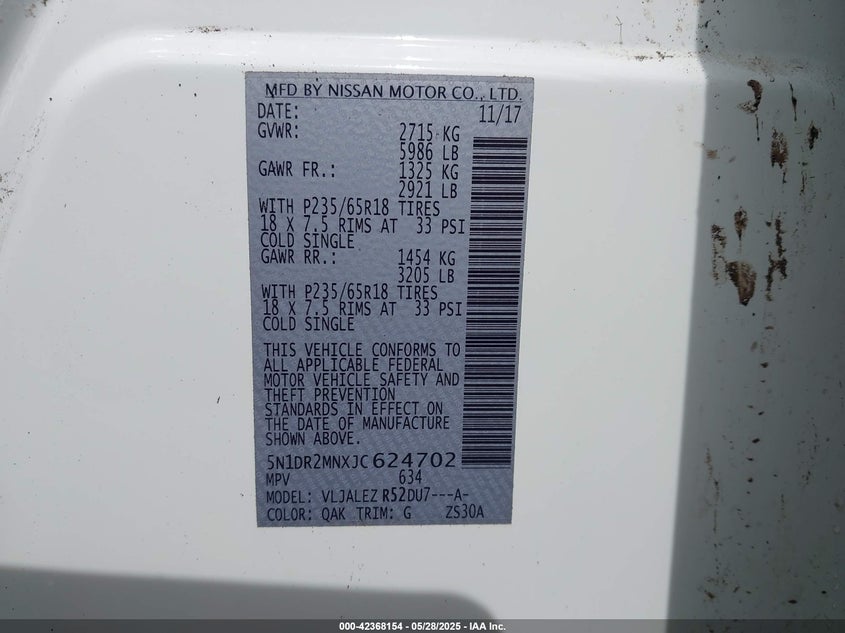 MFD BY NISSAN MOTOR CO., LTD.
DATE: 11/17
GVWR: 2715 KG
5986 LB
GAWR FR.: 1325 KG
2921 LB
WITH P235/65R18 TIRES
18 X 7.5 RIMS AT 33 PSI
COLD SINGLE
GAWR RR.: 1454 KG
3205 LB
WITH P235/65R18 TIRES
18 X 7.5 RIMS AT 33 PSI
COLD SINGLE
THIS VEHICLE CONFORMS TO
ALL APPLICABLE FEDERAL
MOTOR VEHICLE SAFETY AND
THEFT PREVENTION
STANDARDS IN EFFECT ON
THE DATE OF MANUFACTURE
SHOWN ABOVE.
5N1DR2MNXJC624702
MPV 634
MODEL: VLJALEZ R52DU7---A-
COLOR: QAK TRIM: G ZS30A
000-42368154 - 05/28/2025 - IAA Inc.